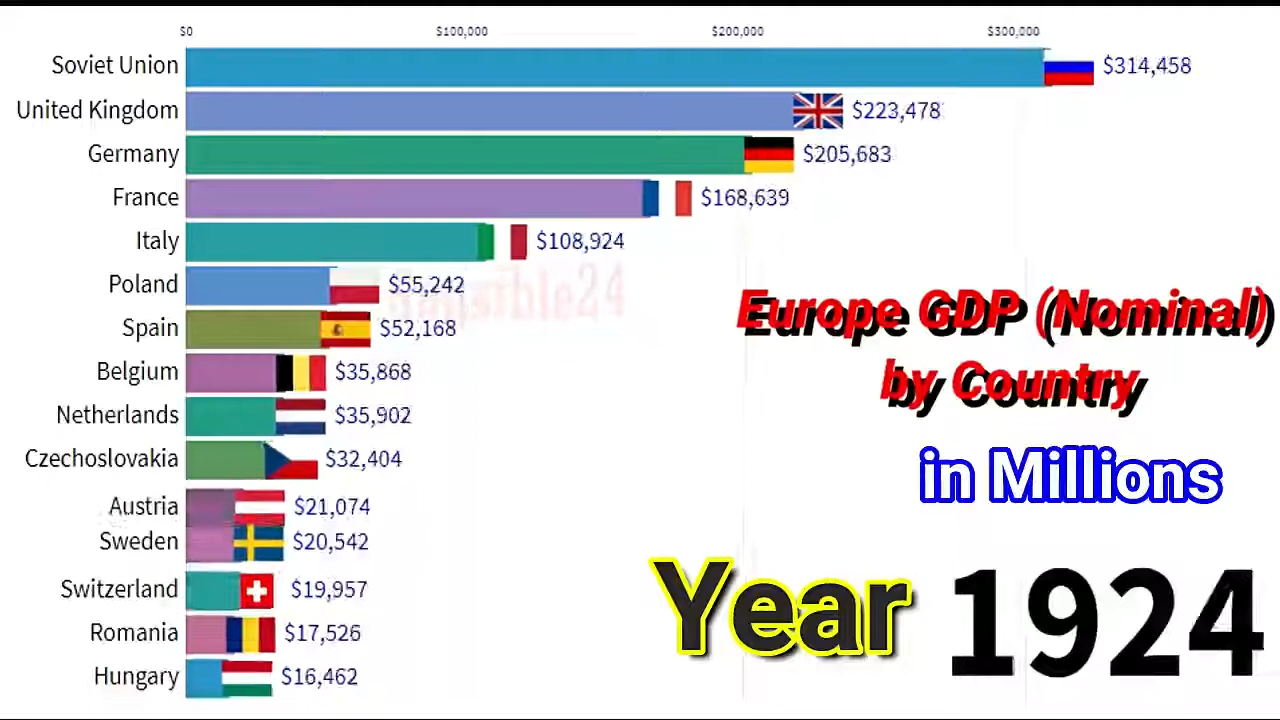 $0 $100,000 $200,000 $300,000
Soviet Union $314,458
United Kingdom $223,478
Germany $205,683
France $168,639
Italy $108,924
Poland $55,242
Spain $52,168
Belgium $35,868
Netherlands $35,902
Czechoslovakia $32,404
Austria $21,074
Sweden $20,542
Switzerland $19,957
Romania $17,526
Hungary $16,462
Europe GDP (Nominal)
by Country
in Millions
Year 1924